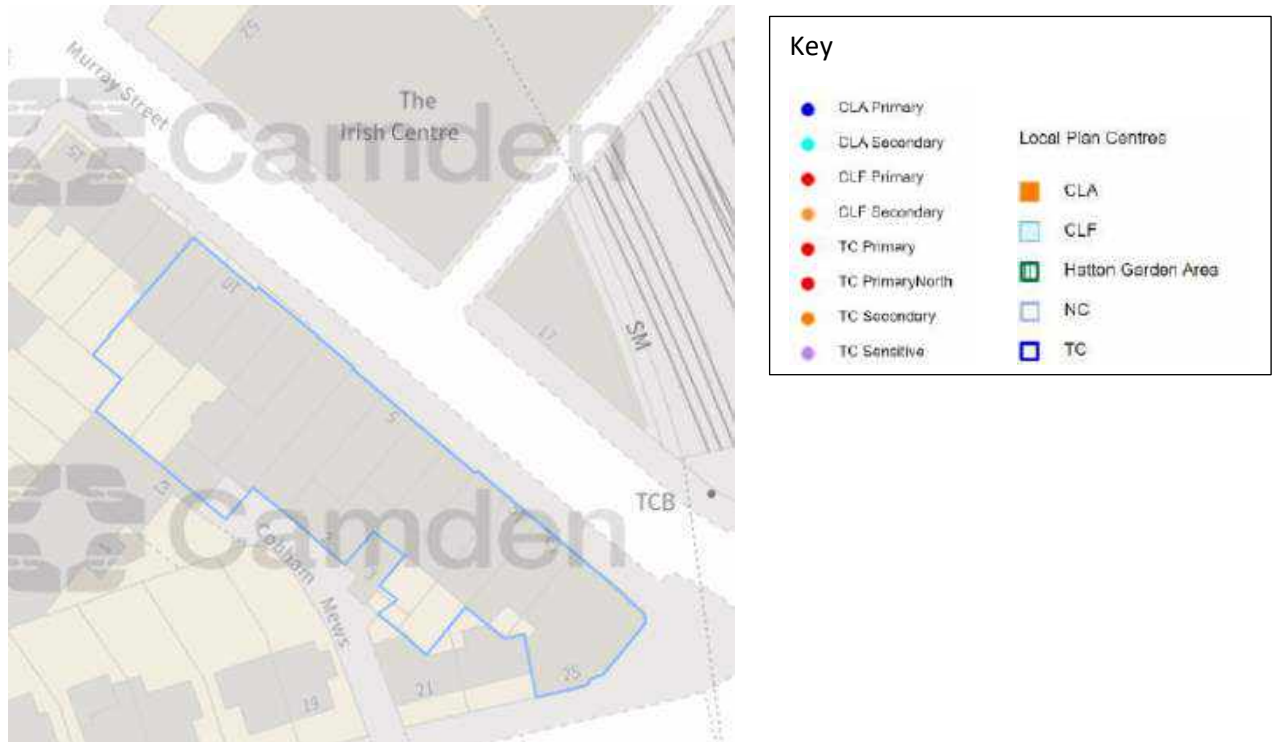 Murray Street
The
Irish Centre
Camden
10
17
SM
5
TCB
Camden
Cobham
Mews
25
21
19
Key
CLA Primary
CLA Secondary
CLF Primary
CLF Secondary
TC Primary
TC PrimaryNorth
TC Secondary
TC Sensitive
Local Plan Centres
CLA
CLF
Hatton Garden Area
NC
TC